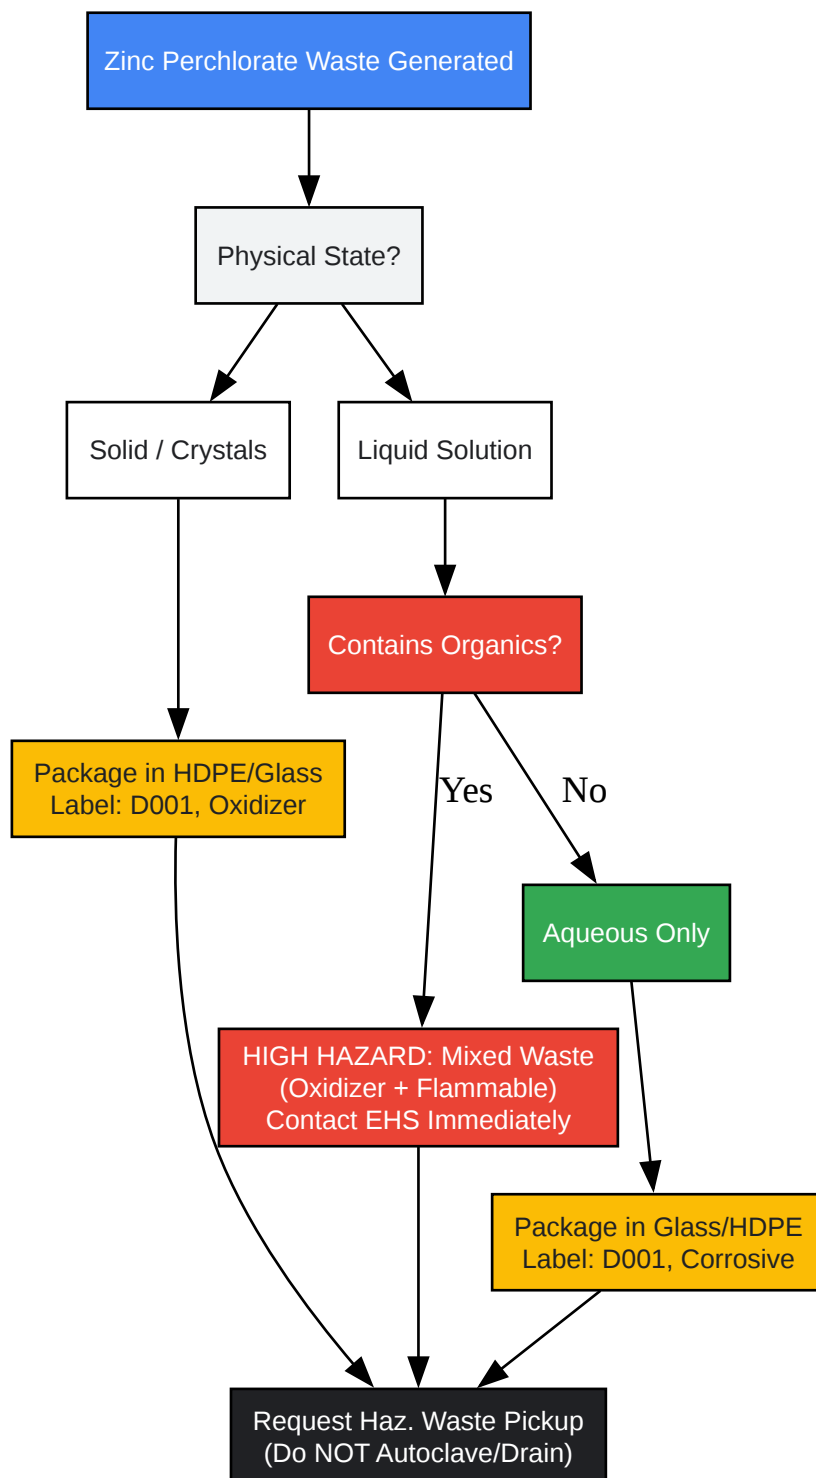 Zinc Perchlorate Waste Generated
Physical State?
Solid / Crystals
Liquid Solution
Contains Organics?
Package in HDPE/Glass
Label: D001, Oxidizer
Yes
No
Aqueous Only
HIGH HAZARD: Mixed Waste
(Oxidizer + Flammable)
Contact EHS Immediately
Package in Glass/HDPE
Label: D001, Corrosive
Request Haz. Waste Pickup
(Do NOT Autoclave/Drain)